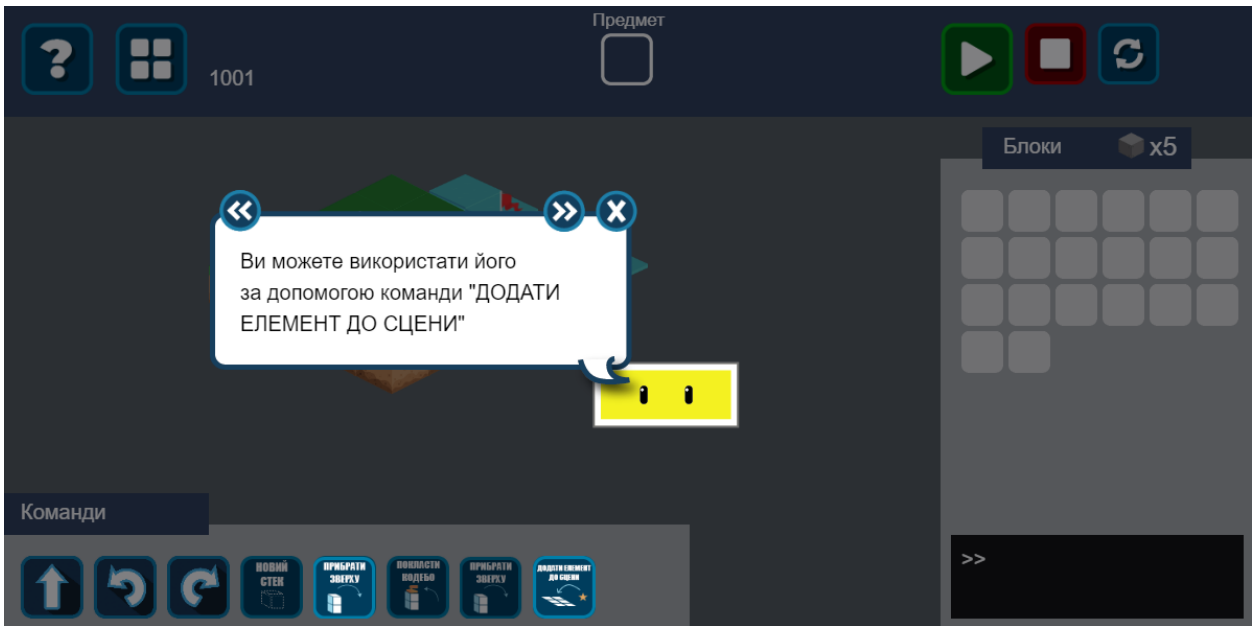 Предмет
1001
Блоки
x5
Ви можете використати його
за допомогою команди "ДОДАТИ
ЕЛЕМЕНТ ДО СЦЕНИ"
Команди
НОВИЙ
СТЕК
ПРИБРАТИ
ЗВЕРХУ
ПОКЛАСТИ
ПРИБРАТИ
ЗВЕРХУ
ДОДАТИ ЕЛЕМЕНТ
ДО СЦЕНИ
>>